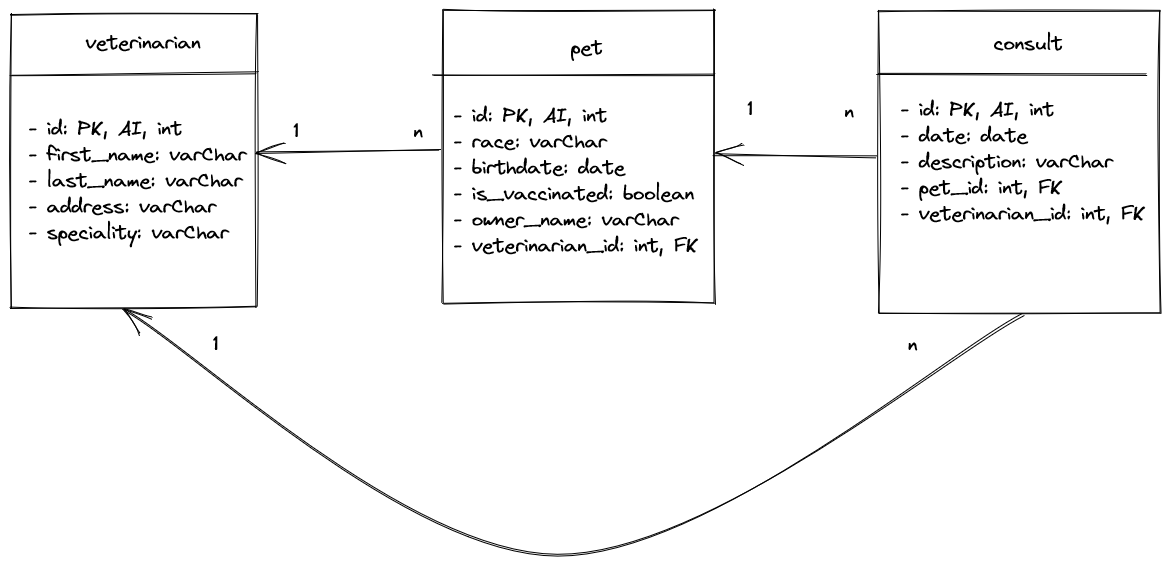 veterinarian
- id: PK, AI, int
- first_name: varChar
- last_name: varChar
- address: varChar
- speciality: varChar
1
n
pet
- id: PK, AI, int
- race: varChar
- birthdate: date
- is_vaccinated: boolean
- owner_name: varChar
- veterinarian_id: int, FK
1
n
consult
- id: PK, AI, int
- date: date
- description: varChar
- pet_id: int, FK
- veterinarian_id: int, FK
1
n